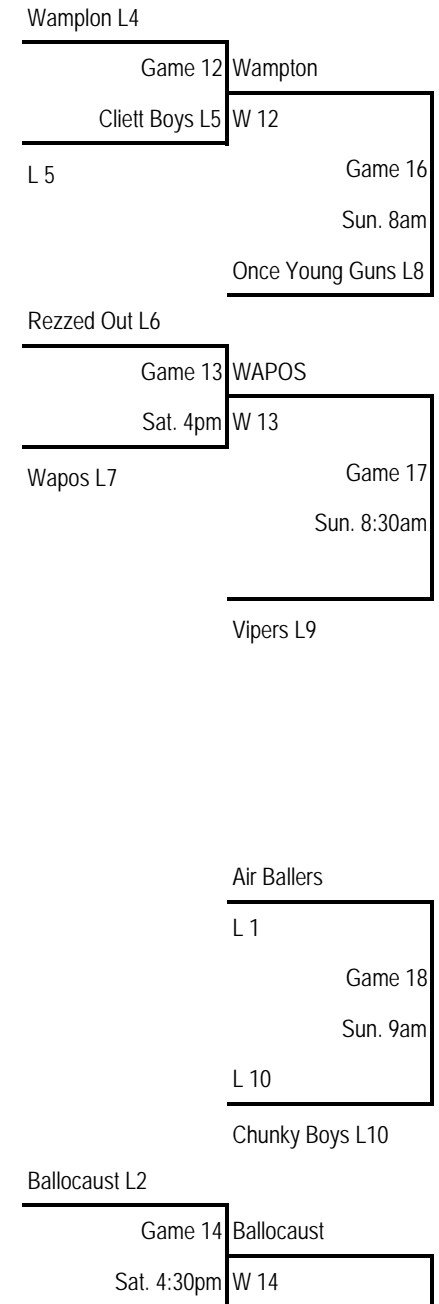 Wamplon L4
Game 12 Wampton
Cliett Boys L5 W 12
L 5
Game 16
Sun. 8am
Once Young Guns L8
Rezzed Out L6
Game 13 WAPOS
Sat. 4pm W 13
Wapos L7
Game 17
Sun. 8:30am
Vipers L9
Air Ballers
L 1
Game 18
Sun. 9am
L 10
Chunky Boys L10
Ballocaust L2
Game 14 Ballocaust
Sat. 4:30pm W 14